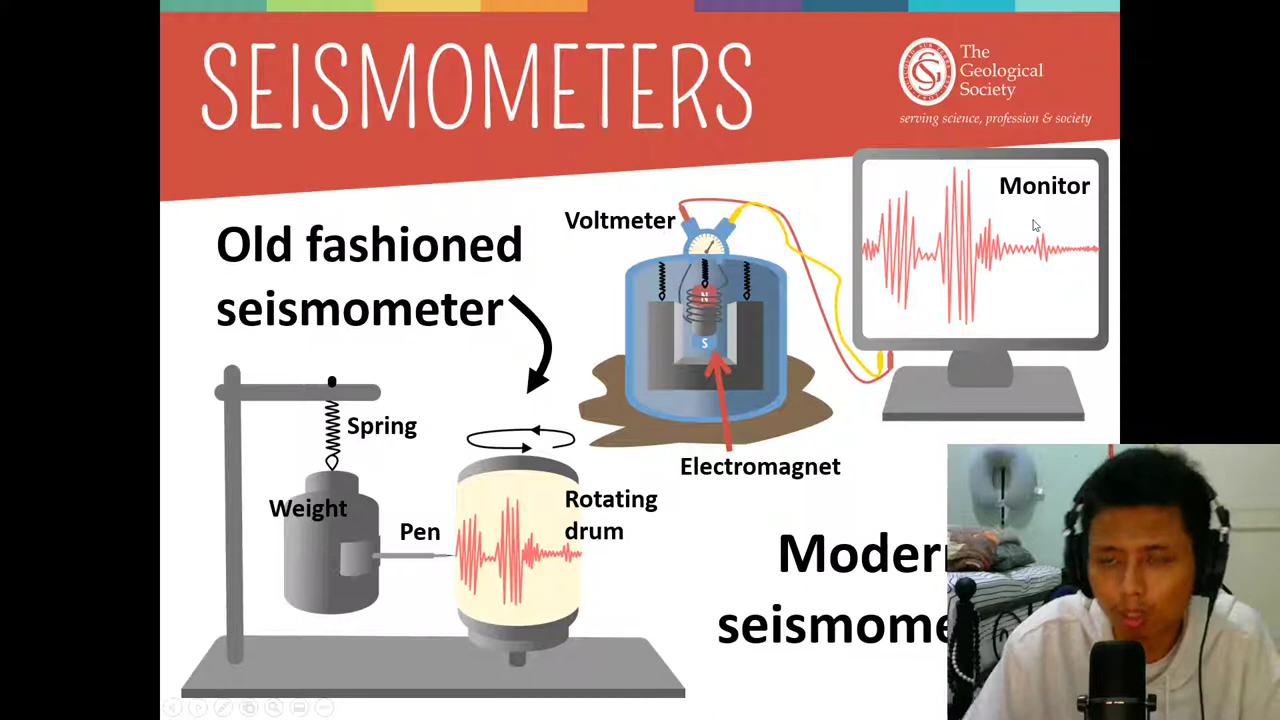 SEISMOMETERS
The
Geological
Society
serving science, profession & society
Monitor
Voltmeter
Old fashioned
seismometer
N
S
Spring
Electromagnet
Weight
Pen
Rotating
drum